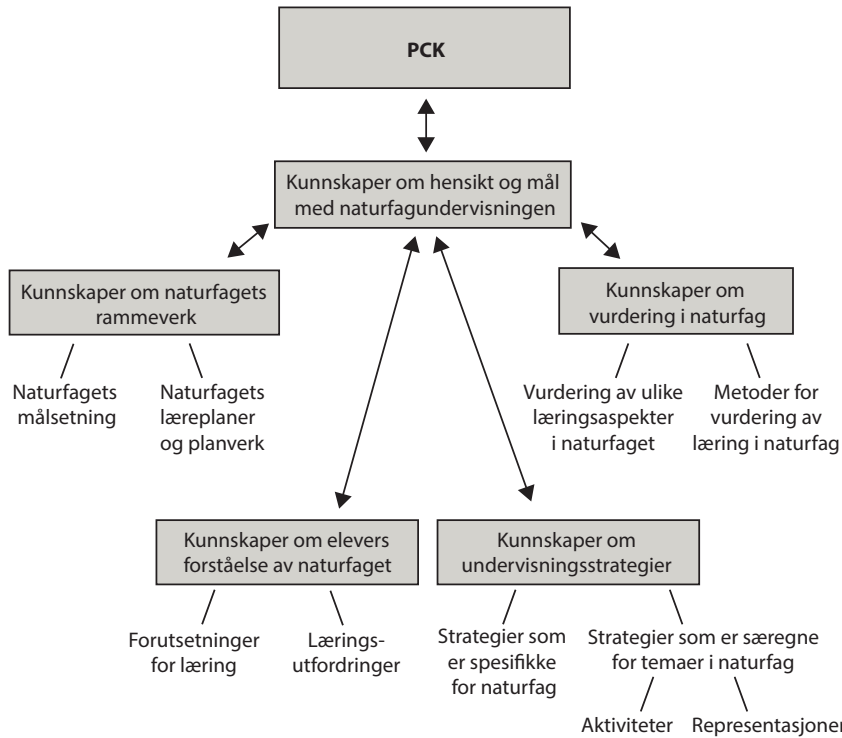 PCK
Kunnskaper om hensikt og mål
med naturfagundervisningen
Kunnskaper om naturfagets
rammeverk
Kunnskaper om
vurdering i naturfag
Naturfagets
målsetning
Naturfagets
læreplaner
og planverk
Vurdering av ulike
læringsaspekter
i naturfaget
Metoder for
vurdering av
læring i naturfag
Kunnskaper om elevers
forståelse av naturfaget
Kunnskaper om
undervisningsstrategier
Forutsetninger
for læring
Lærings-
utfordringer
Strategier som
er spesifikke
for naturfag
Strategier som er særegne
for temaer i naturfag
Aktiviteter
Representasjoner